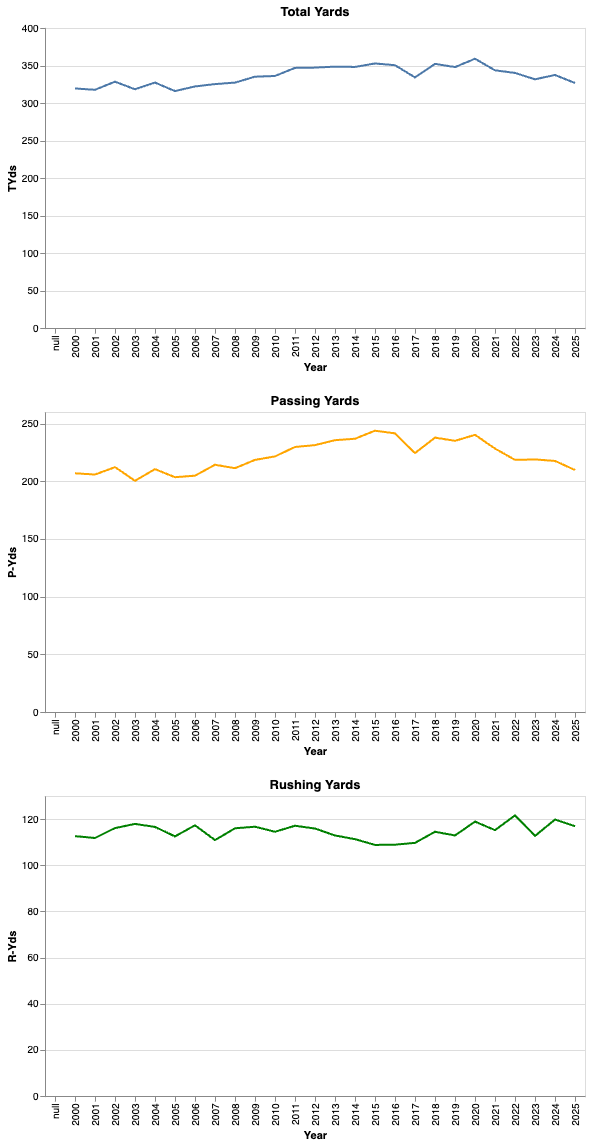 Total Yards
400
350
300
250
200
150
100
50
0
TYds
null 2000 2001 2002 2003 2004 2005 2006 2007 2008 2009 2010 2011 2012 2013 2014 2015 2016 2017 2018 2019 2020 2021 2022 2023 2024 2025
Year
Passing Yards
250
200
150
100
50
0
P-Yds
null 2000 2001 2002 2003 2004 2005 2006 2007 2008 2009 2010 2011 2012 2013 2014 2015 2016 2017 2018 2019 2020 2021 2022 2023 2024 2025
Year
Rushing Yards
120
100
80
60
40
20
0
R-Yds
null 2000 2001 2002 2003 2004 2005 2006 2007 2008 2009 2010 2011 2012 2013 2014 2015 2016 2017 2018 2019 2020 2021 2022 2023 2024 2025
Year